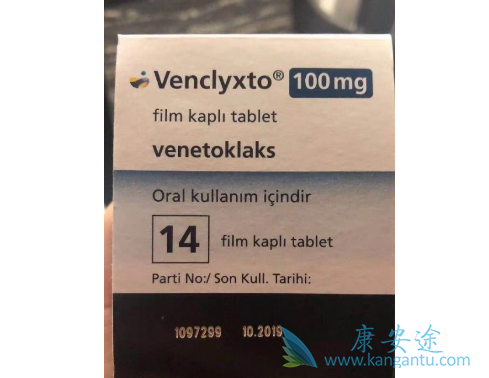 Venclyxto® 100 mg
film kaplı tablet
venetoklaks
Oral kullanım içindir
14 film kaplı tablet
Parti No:/ Son Kull. Tarihi:
1097299 10.2019
康安途
www.kangantu.com